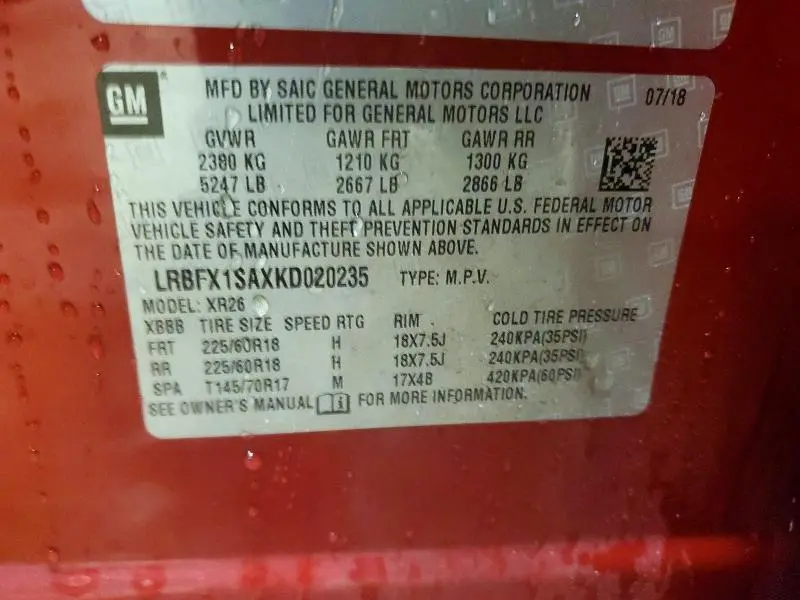 GM
MFD BY SAIC GENERAL MOTORS CORPORATION 07/18
LIMITED FOR GENERAL MOTORS LLC
GVWR GAWR FRT GAWR RR
2380 KG 1210 KG 1300 KG
5247 LB 2667 LB 2866 LB
THIS VEHICLE CONFORMS TO ALL APPLICABLE U.S. FEDERAL MOTOR
VEHICLE SAFETY AND THEFT PREVENTION STANDARDS IN EFFECT ON
THE DATE OF MANUFACTURE SHOWN ABOVE.
LRBFX1SAXKD020235 TYPE: M.P.V.
MODEL: XR26
XBBB TIRE SIZE SPEED RTG RIM COLD TIRE PRESSURE
FRT 225/60R18 H 18X7.5J 240KPA(35PSI)
RR 225/60R18 H 18X7.5J 240KPA(35PSI)
SPA T145/70R17 M 17X4B 420KPA(60PSI)
SEE OWNER'S MANUAL i FOR MORE INFORMATION.